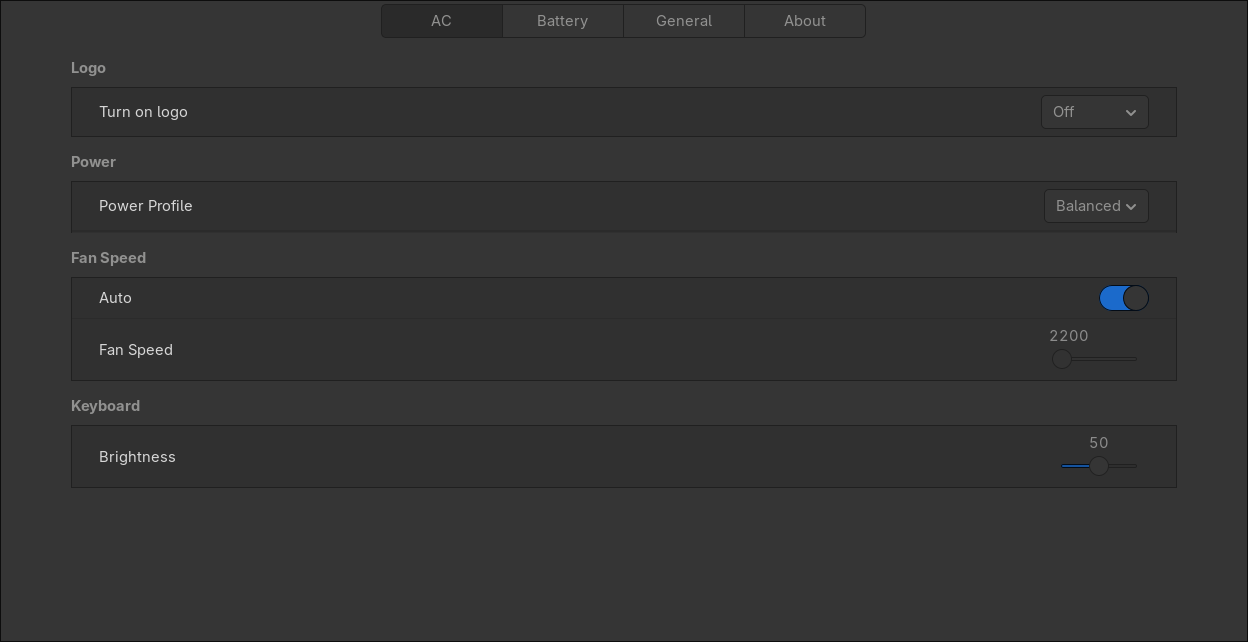 AC Battery General About
Logo
Turn on logo Off
Power
Power Profile Balanced
Fan Speed
Auto
2200
Fan Speed
Keyboard
50
Brightness